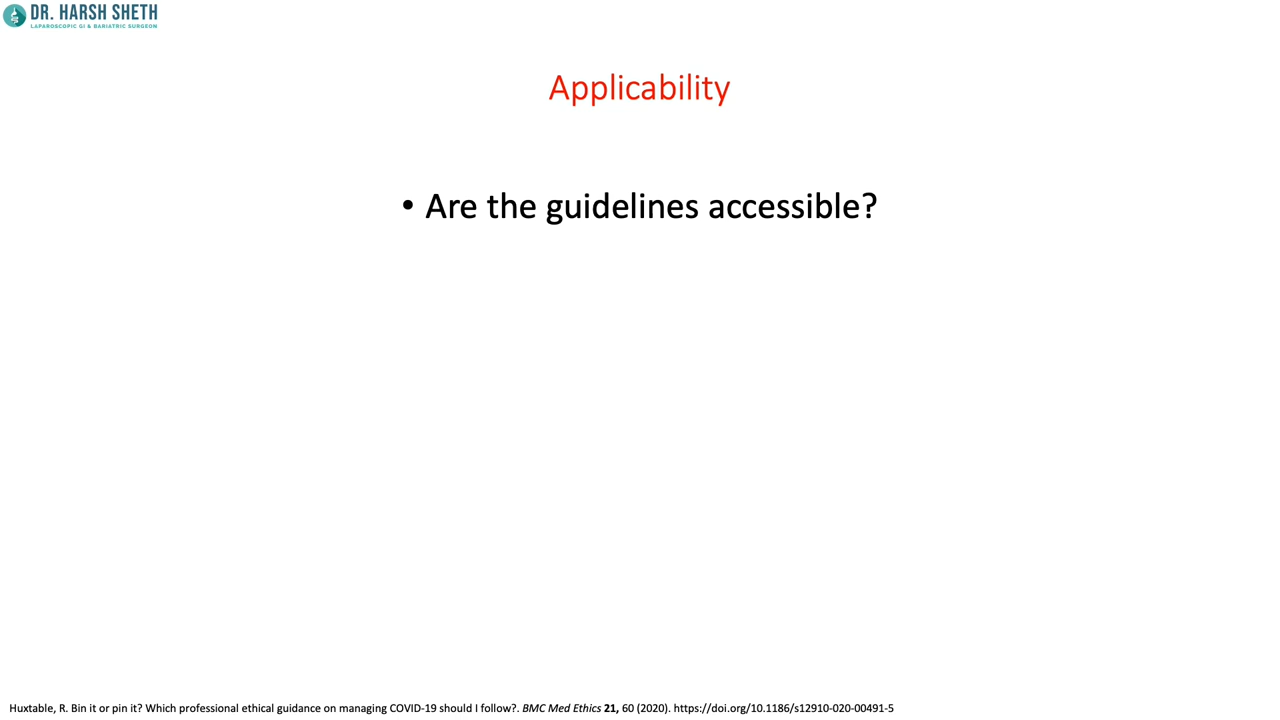 DR. HARSH SHETH
LAPAROSCOPIC GI & BARIATRIC SURGEON
Applicability
• Are the guidelines accessible?
Huxtable, R. Bin it or pin it? Which professional ethical guidance on managing COVID-19 should I follow?. BMC Med Ethics 21, 60 (2020). https://doi.org/10.1186/s12910-020-00491-5